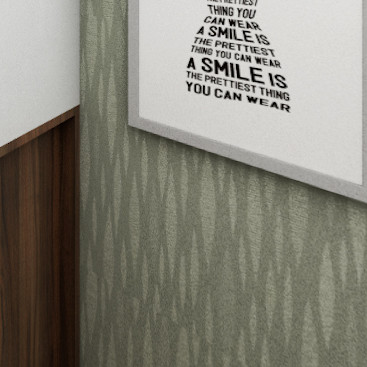 THE PRETTIEST
THING YOU
CAN WEAR
A SMILE IS
THE PRETTIEST
THING YOU CAN WEAR
A SMILE IS
THE PRETTIEST THING
YOU CAN WEAR